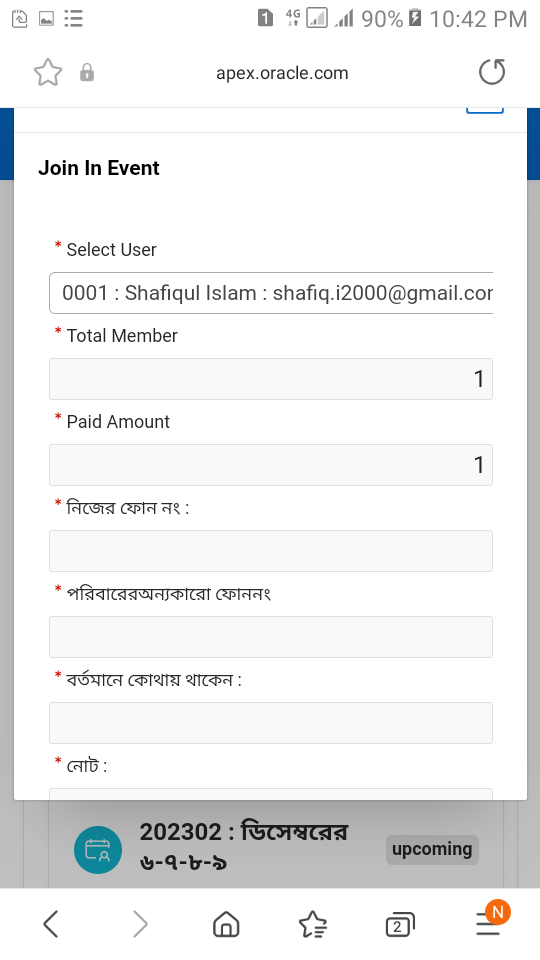 1 4G 90% 10:42 PM
apex.oracle.com
Join In Event
* Select User
0001 : Shafiqul Islam : shafiq.i2000@gmail.cor
* Total Member
1
* Paid Amount
1
* নিজের ফোন নং :
* পরিবারেরঅন্যকারো ফোননং
* বর্তমানে কোথায় থাকেন :
* নোট :
202302 : ডিসেম্বরের
৬-৭-৮-৯
upcoming
2
N